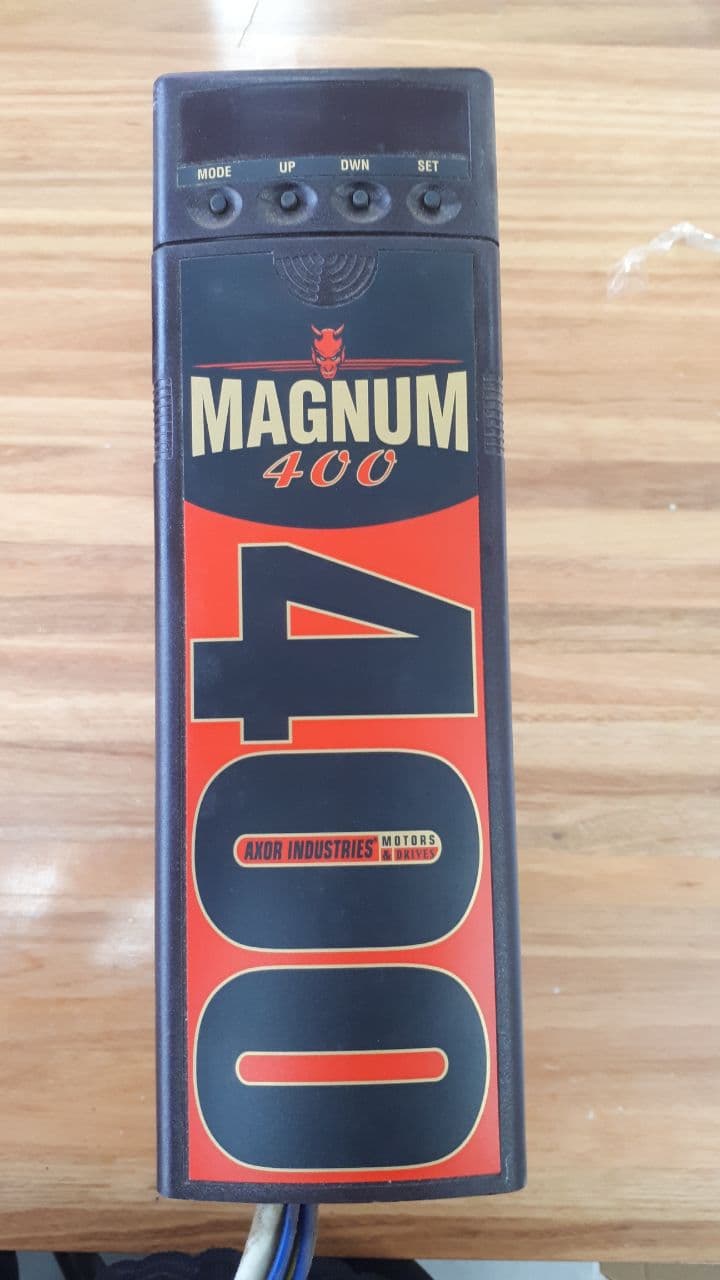 MODE UP DWN SET
MAGNUM
400
400
AXOR INDUSTRIES® MOTORS
& DRIVES